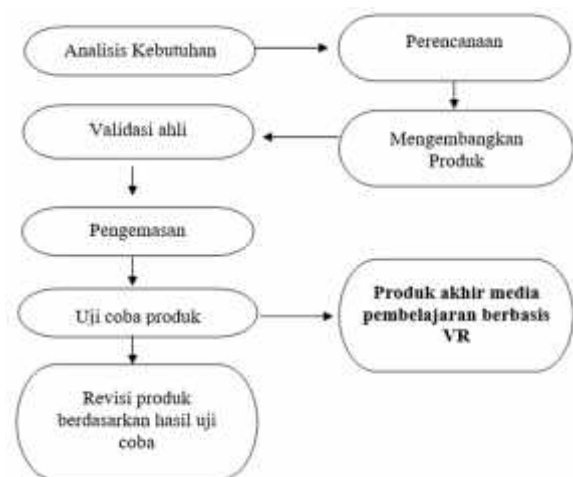 Analisis Kebutuhan
Perencanaan
Mengembangkan
Produk
Validasi ahli
Pengemasan
Uji coba produk
Produk akhir media
pembelajaran berbasis
VR
Revisi produk
berdasarkan hasil uji
coba